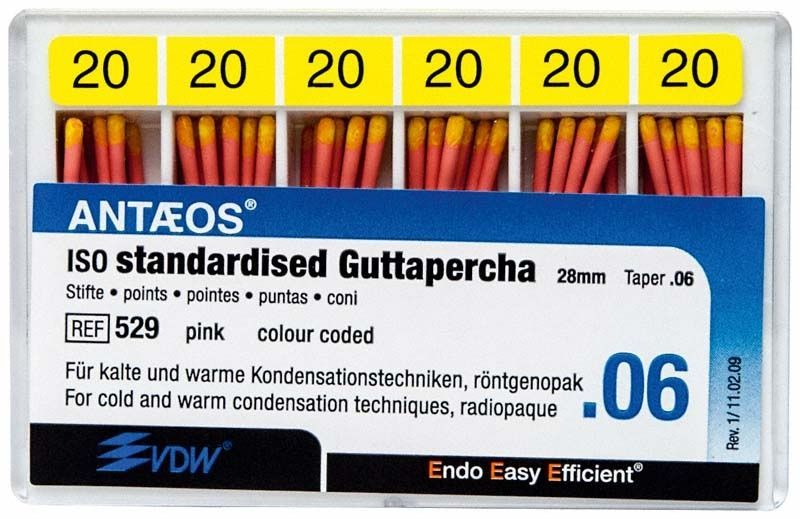 20 20 20 20 20 20
ANTÆOS®
ISO standardised Guttapercha 28mm Taper .06
Stifte • points • pointes • puntas • coni
REF 529 pink colour coded
Für kalte und warme Kondensationstechniken, röntgenopak
For cold and warm condensation techniques, radiopaque
.06
Rev. 1/ 11.02.09
VDW®
Endo Easy Efficient®